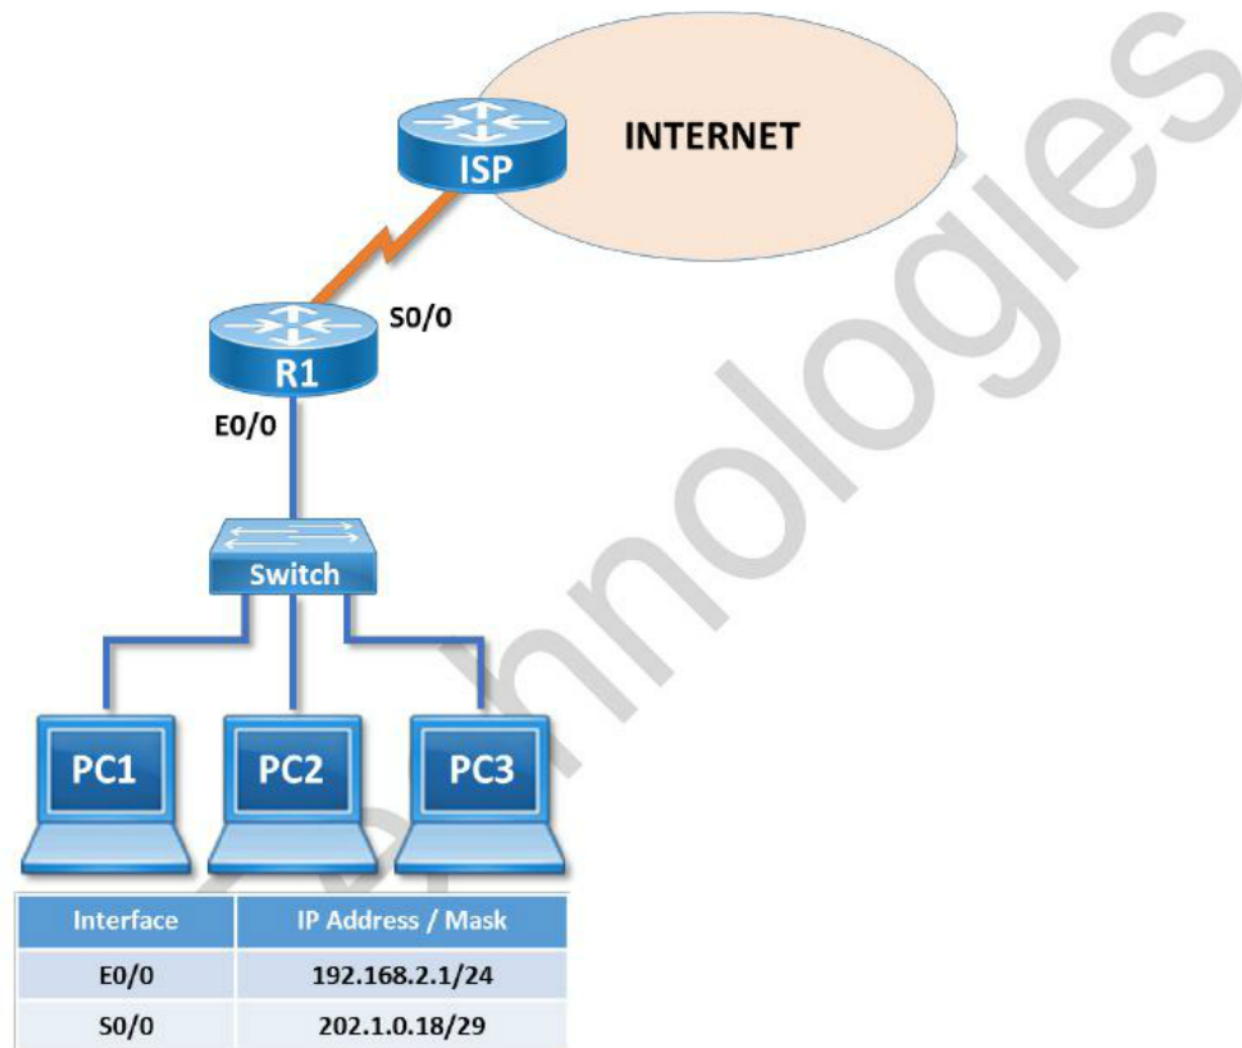 INTERNET
ISP
S0/0
R1
E0/0
Switch
PC1 PC2 PC3
Interface IP Address / Mask
E0/0 192.168.2.1/24
S0/0 202.1.0.18/29
hnologies